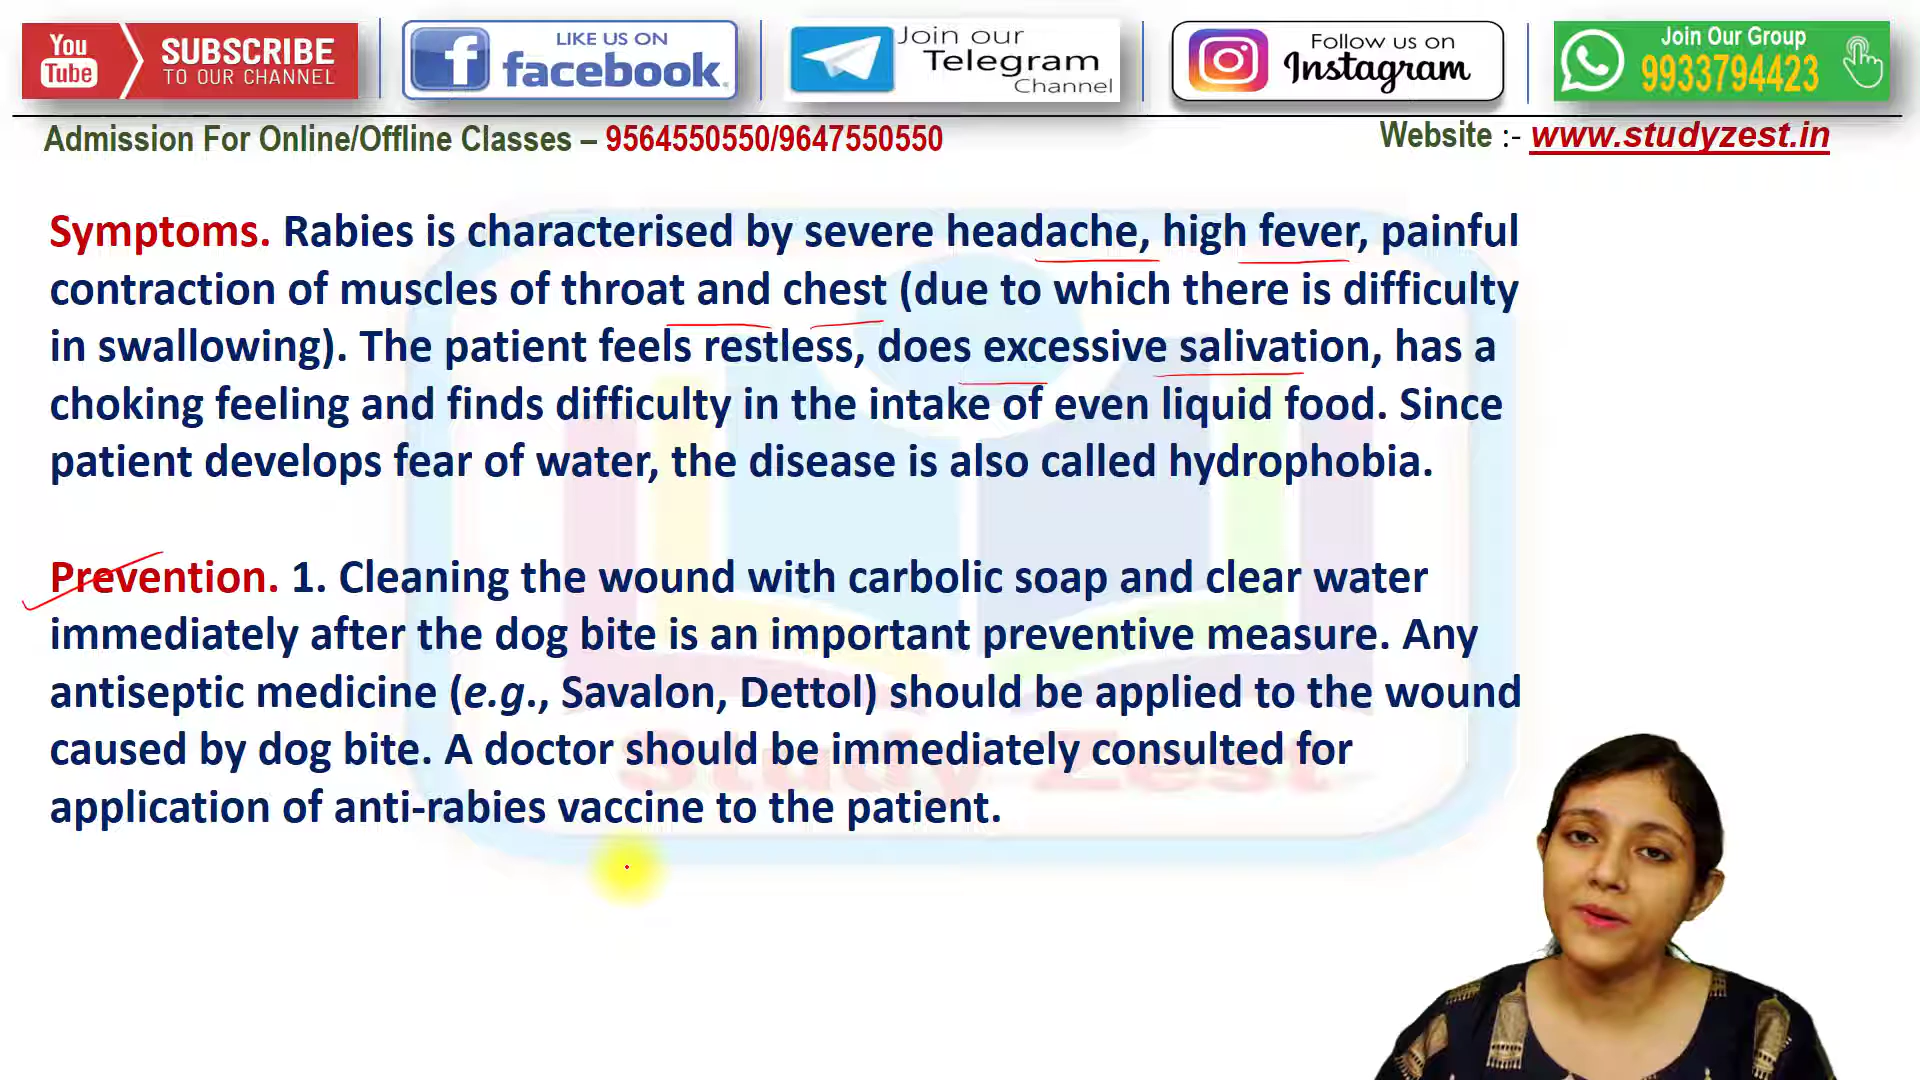 You Tube SUBSCRIBE TO OUR CHANNEL
LIKE US ON facebook.
Join our Telegram Channel
Follow us on Instagram
Join Our Group 9933794423
Admission For Online/Offline Classes – 9564550550/9647550550
Website :- www.studyzest.in
Symptoms. Rabies is characterised by severe headache, high fever, painful
contraction of muscles of throat and chest (due to which there is difficulty
in swallowing). The patient feels restless, does excessive salivation, has a
choking feeling and finds difficulty in the intake of even liquid food. Since
patient develops fear of water, the disease is also called hydrophobia.
Prevention. 1. Cleaning the wound with carbolic soap and clear water
immediately after the dog bite is an important preventive measure. Any
antiseptic medicine (e.g., Savalon, Dettol) should be applied to the wound
caused by dog bite. A doctor should be immediately consulted for
application of anti-rabies vaccine to the patient.
Study Zest